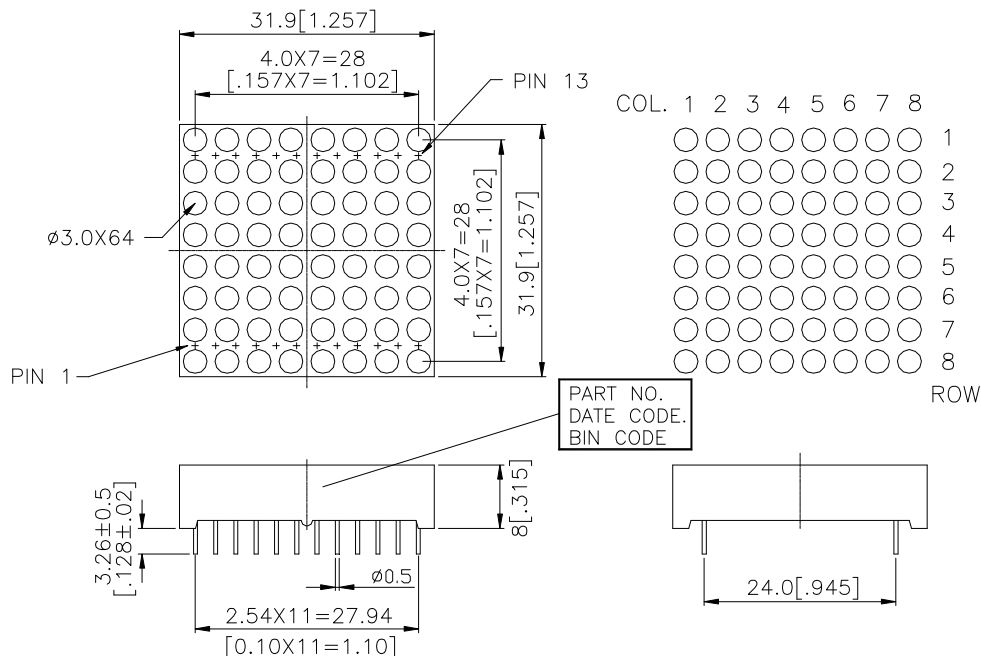 31.9[1.257]
4.0X7=28
[.157X7=1.102]
PIN 13
COL. 1 2 3 4 5 6 7 8
1
2
3
4
5
6
7
8
ROW
ø3.0X64
4.0X7=28
[.157X7=1.102]
31.9[1.257]
PIN 1
PART NO.
DATE CODE.
BIN CODE
3.26±0.5
[.128±.02]
8[.315]
ø0.5
2.54X11=27.94
[0.10X11=1.10]
24.0[.945]